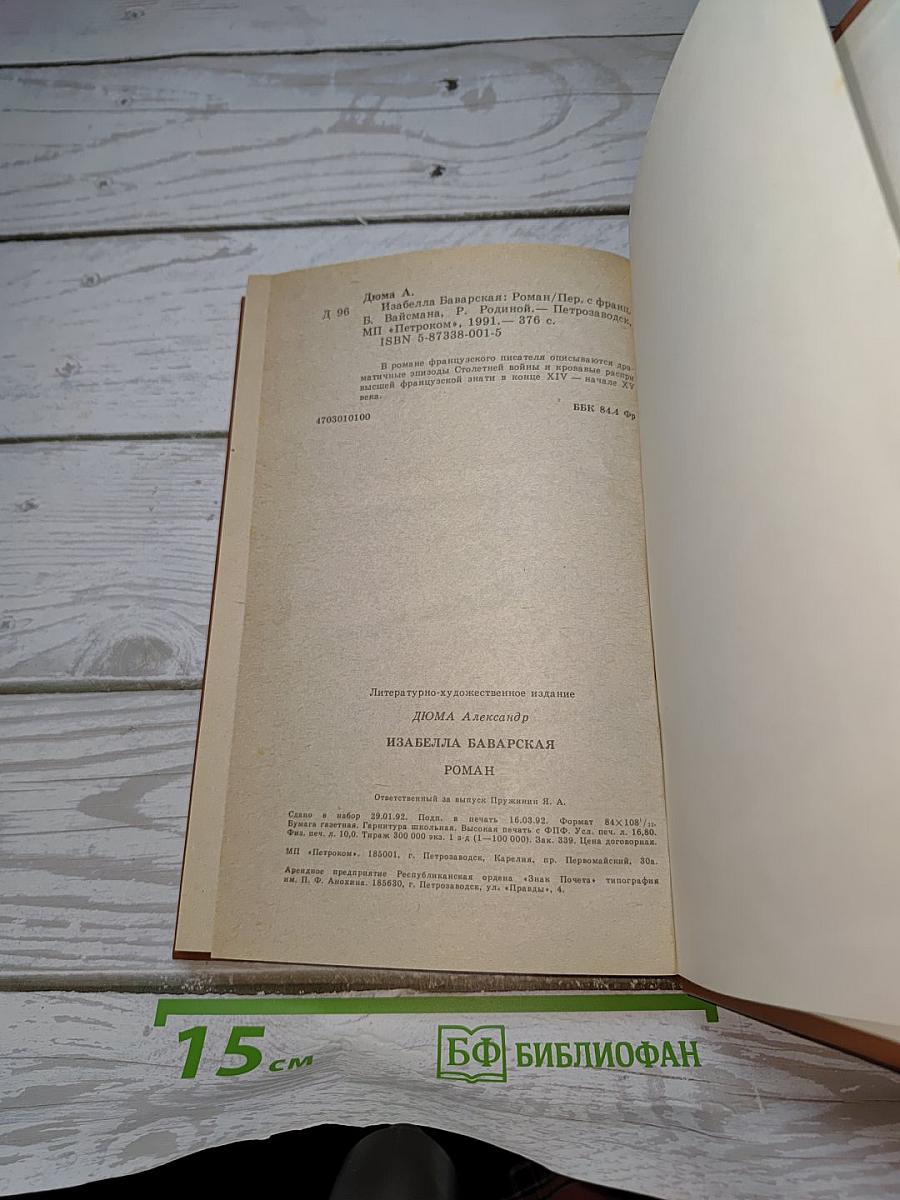 Дюма А.
Д 96 Изабелла Баварская: Роман/Пер. с франц.
Б. Вайсмана, Р. Родиной.— Петрозаводск,
МП «Петроком», 1991.— 376 с.
ISBN 5-87338-001-5
В романе французского писателя описываются дра-
матичные эпизоды Столетней войны и кровавые распри
высшей французской знати в конце XIV — начале XV
века.
4703010100 ББК 84.4 Фр
Литературно-художественное издание
ДЮМА Александр
ИЗАБЕЛЛА БАВАРСКАЯ
РОМАН
Ответственный за выпуск Пружинин Я. А.
Сдано в набор 29.01.92. Подп. в печать 16.03.92. Формат 84×108¹/₃₂.
Бумага газетная. Гарнитура школьная. Высокая печать с ФПФ. Усл. печ. л. 16,80.
Физ. печ. л. 10,0. Тираж 300 000 экз. 1 з-д (1—100 000). Зак. 339. Цена договорная.
МП «Петроком». 185001, г. Петрозаводск, Карелия, пр. Первомайский, 30а.
Арендное предприятие Республиканская ордена «Знак Почета» типография
им. П. Ф. Анохина. 185630, г. Петрозаводск, ул. «Правды», 4.
15 см БФ БИБЛИОФАН